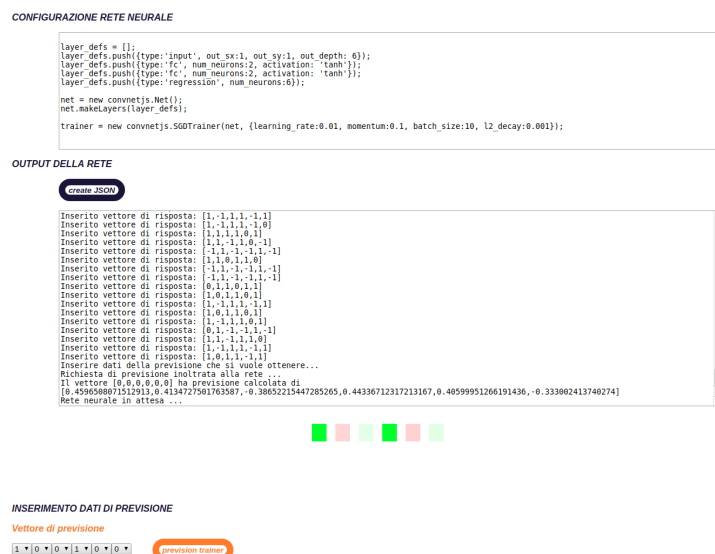 CONFIGURAZIONE RETE NEURALE
layer_defs = [];
layer_defs.push({type:'input', out_sx:1, out_sy:1, out_depth: 6});
layer_defs.push({type:'fc', num_neurons:2, activation: 'tanh'});
layer_defs.push({type:'fc', num_neurons:2, activation: 'tanh'});
layer_defs.push({type:'regression', num_neurons:6});
net = new convnetjs.Net();
net.makeLayers(layer_defs);
trainer = new convnetjs.SGDTrainer(net, {learning_rate:0.01, momentum:0.1, batch_size:10, l2_decay:0.001});
OUTPUT DELLA RETE
create JSON
Inserito vettore di risposta: [1,-1,1,1,-1,1]
Inserito vettore di risposta: [1,-1,1,1,-1,0]
Inserito vettore di risposta: [1,1,1,1,0,1]
Inserito vettore di risposta: [1,1,-1,1,0,-1]
Inserito vettore di risposta: [-1,1,-1,-1,1,-1]
Inserito vettore di risposta: [1,1,0,1,1,0]
Inserito vettore di risposta: [-1,1,-1,-1,1,-1]
Inserito vettore di risposta: [-1,1,-1,-1,1,-1]
Inserito vettore di risposta: [0,1,1,0,1,1]
Inserito vettore di risposta: [1,0,1,1,0,1]
Inserito vettore di risposta: [1,-1,1,1,-1,1]
Inserito vettore di risposta: [1,0,1,1,0,1]
Inserito vettore di risposta: [1,-1,1,1,0,1]
Inserito vettore di risposta: [0,1,-1,-1,1,-1]
Inserito vettore di risposta: [1,1,-1,1,1,0]
Inserito vettore di risposta: [1,-1,1,1,-1,1]
Inserito vettore di risposta: [1,0,1,1,-1,1]
Inserire dati della previsione che si vuole ottenere...
Richiesta di previsione inoltrata alla rete ...
Il vettore [0,0,0,0,0,0] ha previsione calcolata di
[0.4596508071512913,0.4134727501763587,-0.38652215447285265,0.44336712317213167,0.40599951266191436,-0.333002413740274]
Rete neurale in attesa ...
INSERIMENTO DATI DI PREVISIONE
Vettore di previsione
1 0 0 1 0 0
prevision trainer